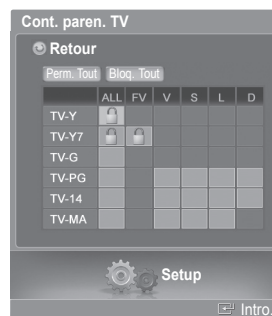 Cont. paren. TV
Retour
Perm. Tout Bloq. Tout
ALL FV V S L D
TV-Y
TV-Y7
TV-G
TV-PG
TV-14
TV-MA
Setup
Intro